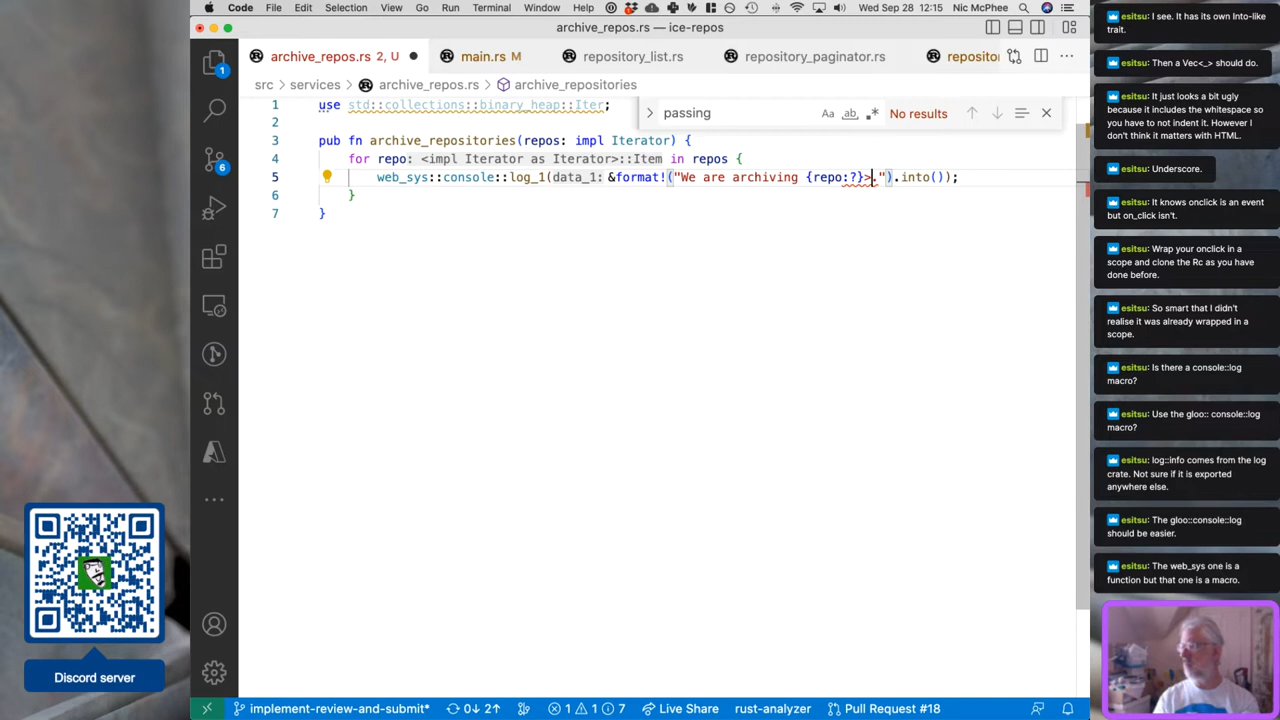 Code File Edit Selection View Go Run Terminal Window Help Wed Sep 28 12:15 Nic McPhee
archive_repos.rs — ice-repos
archive_repos.rs 2, U main.rs M repository_list.rs repository_paginator.rs reposito
src > services > archive_repos.rs > archive_repositories
passing
Aa ab No results
1 use std::collections::binary_heap::Iter;
2
3 pub fn archive_repositories(repos: impl Iterator) {
4 for repo: <impl Iterator as Iterator>::Item in repos {
5 web_sys::console::log_1(data_1: &format!("We are archiving {repo:?}>.").into());
6 }
7 }
1
6
Discord server
implement-review-and-submit* 0↓ 2↑ 1 1 7 Live Share rust-analyzer Pull Request #18
esitsu: I see. It has its own Into-like
trait.
esitsu: Then a Vec<_> should do.
esitsu: It just looks a bit ugly
because it includes the whitespace so
you have to not indent it. However I
don't think it matters with HTML.
esitsu: Underscore.
esitsu: It knows onclick is an event
but on_click isn't.
esitsu: Wrap your onclick in a
scope and clone the Rc as you have
done before.
esitsu: So smart that I didn't
realise it was already wrapped in a
scope.
esitsu: Is there a console::log
macro?
esitsu: Use the gloo:: console::log
macro?
esitsu: log::info comes from the log
crate. Not sure if it is exported
anywhere else.
esitsu: The gloo::console::log
should be easier.
esitsu: The web_sys one is a
function but that one is a macro.